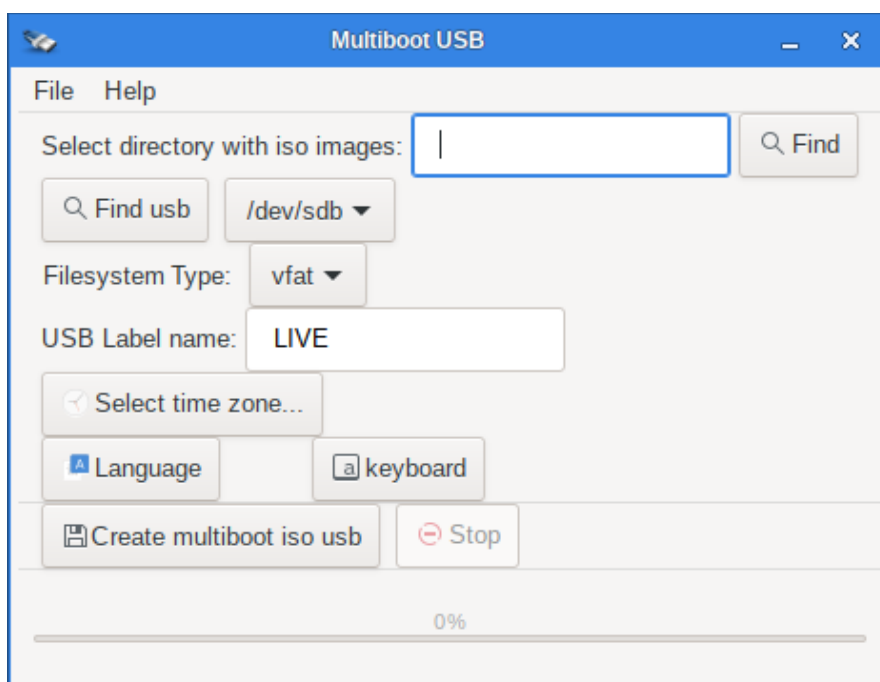 Multiboot USB
File Help
Select directory with iso images: Find
Find usb /dev/sdb
Filesystem Type: vfat
USB Label name: LIVE
Select time zone...
A Language a keyboard
Create multiboot iso usb Stop
0%